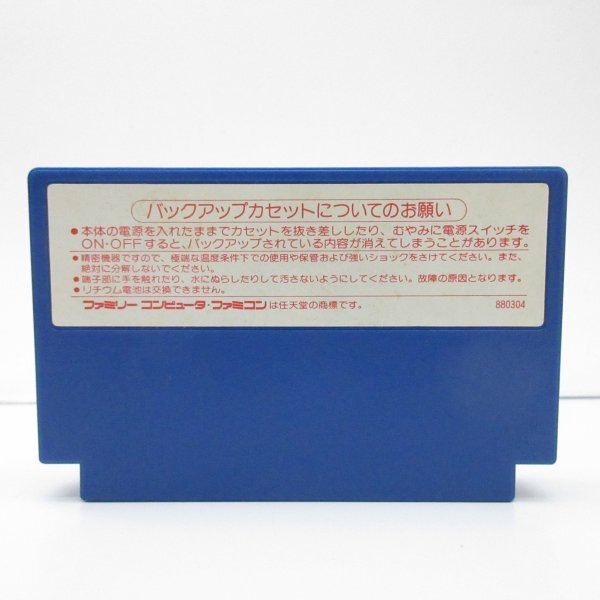 バックアップカセットについてのお願い
●本体の電源を入れたままでカセットを抜き差ししたり、むやみに電源スイッチを
ON・OFFすると、バックアップされている内容が消えてしまうことがあります。
●精密機器ですので、極端な温度条件下での使用や保管および強いショックをさけてください。また、
絶対に分解しないでください。
●端子部に手を触れたり、水にぬらしたりして汚さないようにしてください。故障の原因となります。
●リチウム電池は交換できません。
ファミリーコンピュータ・ファミコンは任天堂の商標です。 880304